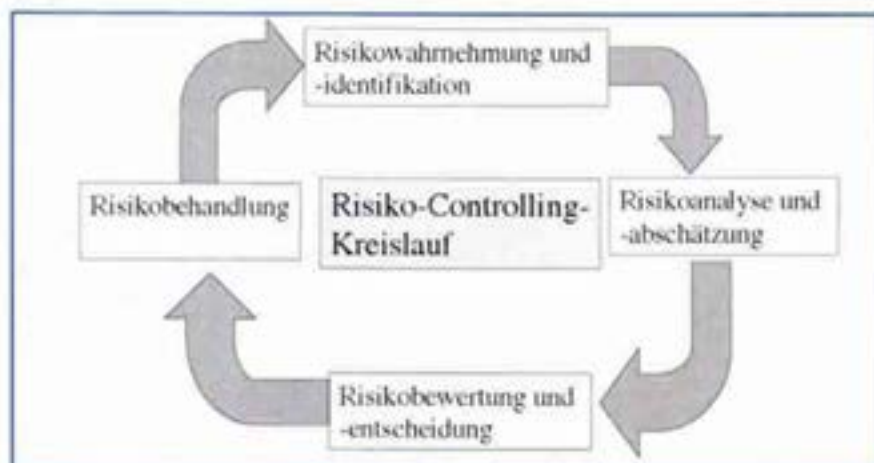 Risikowahrnehmung und
-identifikation
Risikobehandlung
Risiko-Controlling-
Kreislauf
Risikoanalyse und
-abschätzung
Risikobewertung und
-entscheidung